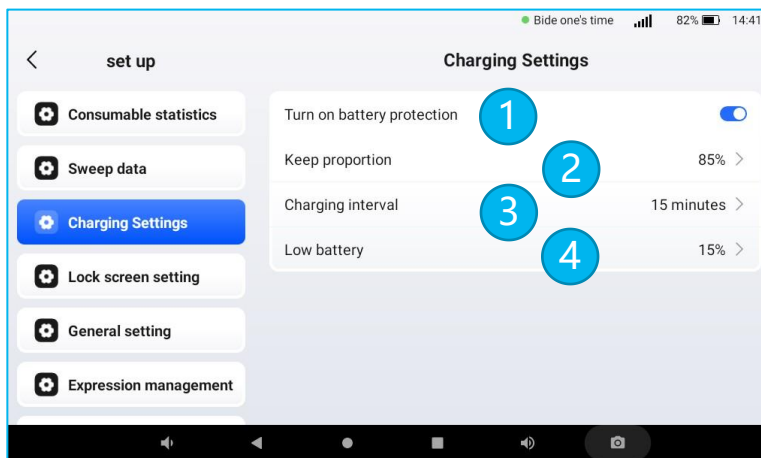 Bide one's time 82% 14:41
set up
Charging Settings
Consumable statistics
Sweep data
Charging Settings
Lock screen setting
General setting
Expression management
Turn on battery protection 1
Keep proportion 2 85%
Charging interval 3 15 minutes
Low battery 4 15%